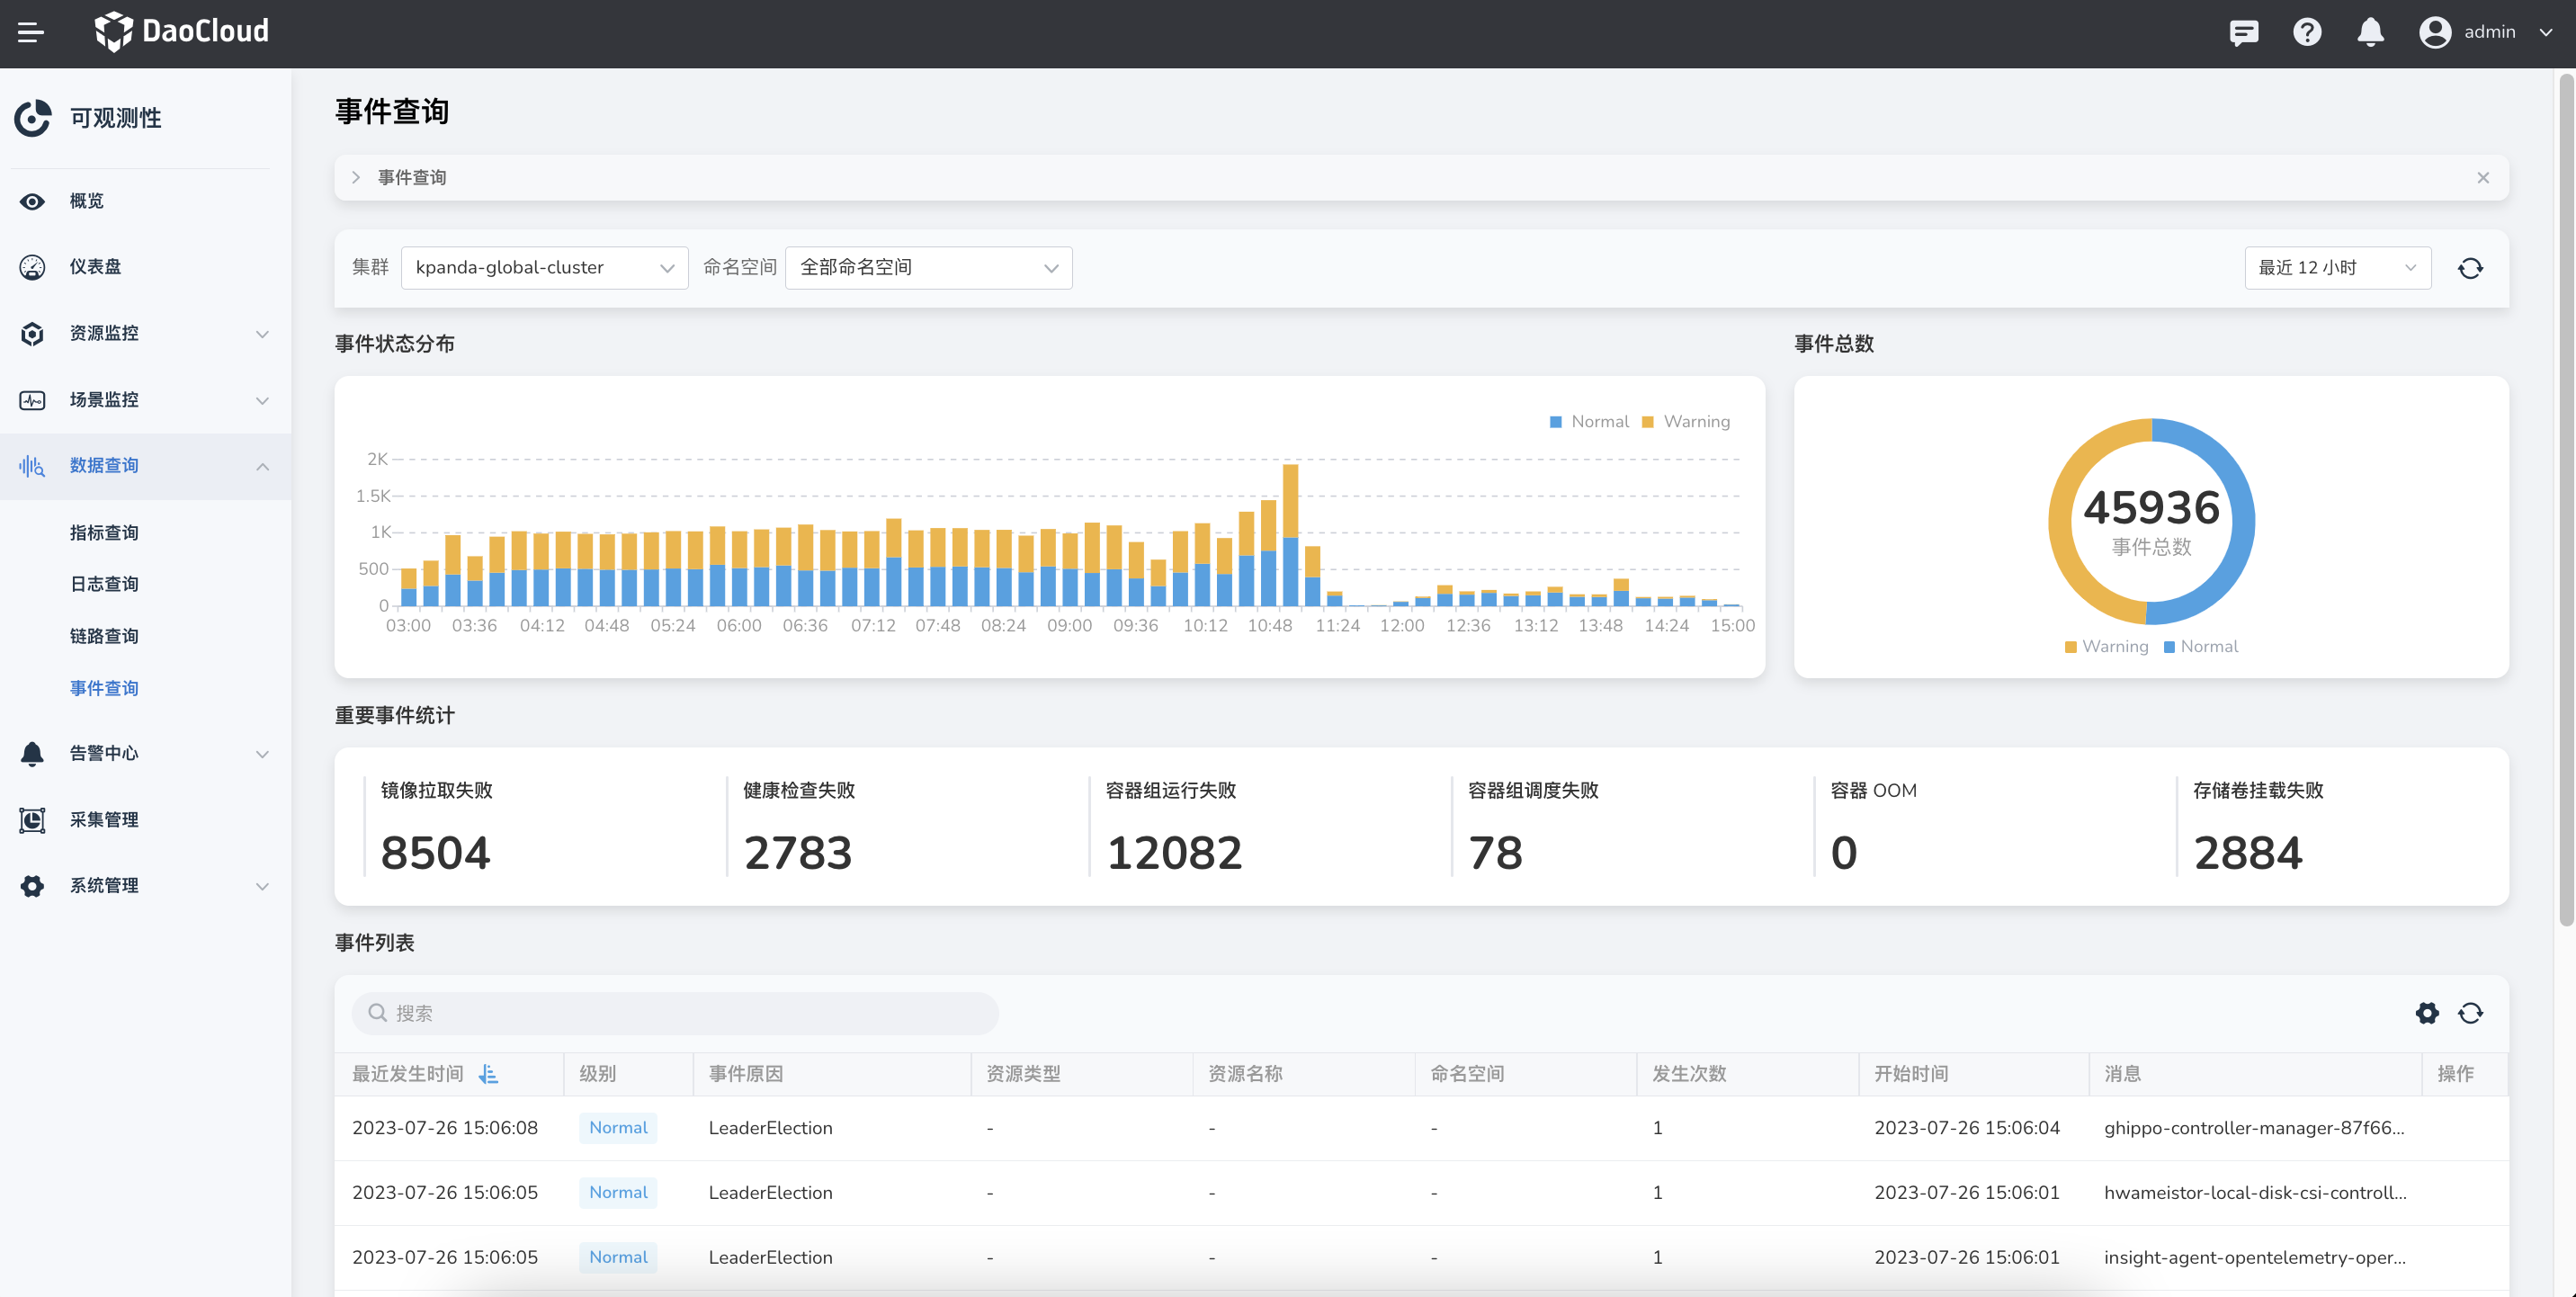 DaoCloud
admin
可观测性
概览
仪表盘
资源监控
场景监控
数据查询
指标查询
日志查询
链路查询
事件查询
告警中心
采集管理
系统管理
事件查询
事件查询
集群 kpanda-global-cluster 命名空间 全部命名空间 最近 12 小时
事件状态分布
Normal Warning
2K
1.5K
1K
500
0
03:00 03:36 04:12 04:48 05:24 06:00 06:36 07:12 07:48 08:24 09:00 09:36 10:12 10:48 11:24 12:00 12:36 13:12 13:48 14:24 15:00
事件总数
45936
事件总数
Warning Normal
重要事件统计
镜像拉取失败 健康检查失败 容器组运行失败 容器组调度失败 容器 OOM 存储卷挂载失败
8504 2783 12082 78 0 2884
事件列表
搜索
最近发生时间 级别 事件原因 资源类型 资源名称 命名空间 发生次数 开始时间 消息 操作
2023-07-26 15:06:08 Normal LeaderElection - - - 1 2023-07-26 15:06:04 ghippo-controller-manager-87f66...
2023-07-26 15:06:05 Normal LeaderElection - - - 1 2023-07-26 15:06:01 hwameistor-local-disk-csi-controll...
2023-07-26 15:06:05 Normal LeaderElection - - - 1 2023-07-26 15:06:01 insight-agent-opentelemetry-oper...